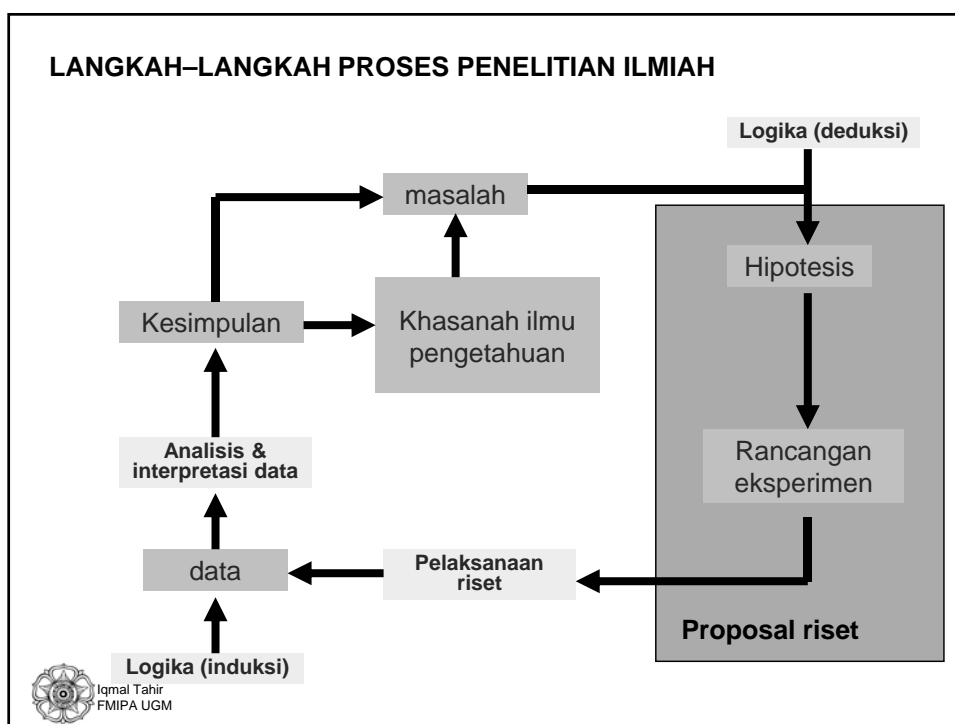 LANGKAH–LANGKAH PROSES PENELITIAN ILMIAH
Logika (deduksi)
masalah
Hipotesis
Kesimpulan
Khasanah ilmu
pengetahuan
Analisis &
interpretasi data
Rancangan
eksperimen
data
Pelaksanaan
riset
Proposal riset
Logika (induksi)
Iqmal Tahir
FMIPA UGM